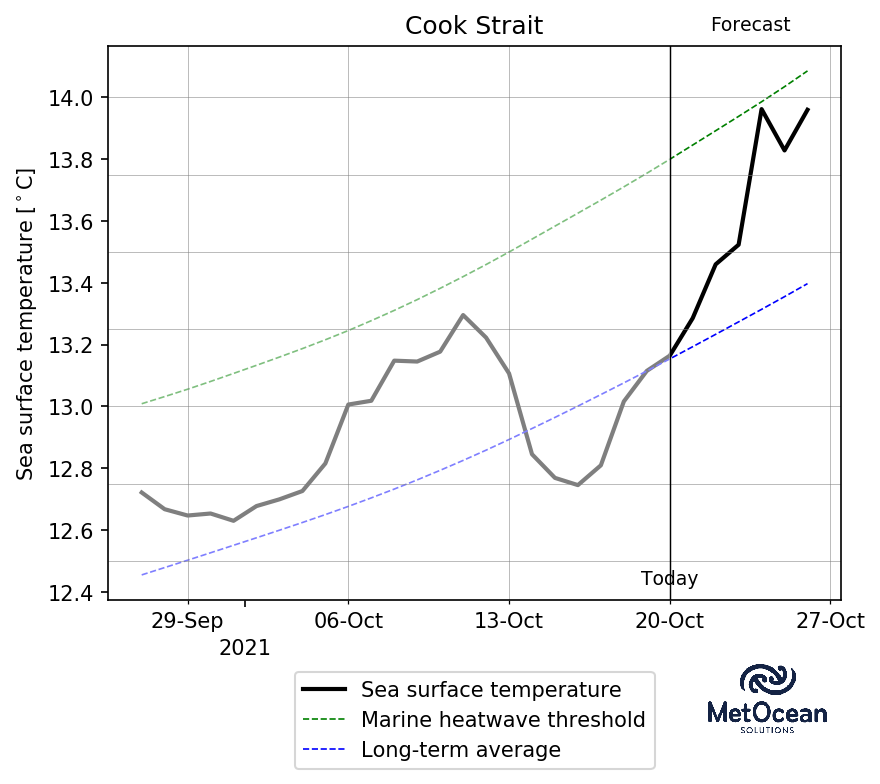 Cook Strait
Forecast
Sea surface temperature [°C]
14.0
13.8
13.6
13.4
13.2
13.0
12.8
12.6
12.4
Today
29-Sep 06-Oct 13-Oct 20-Oct 27-Oct
2021
Sea surface temperature
Marine heatwave threshold
Long-term average
MetOcean
SOLUTIONS